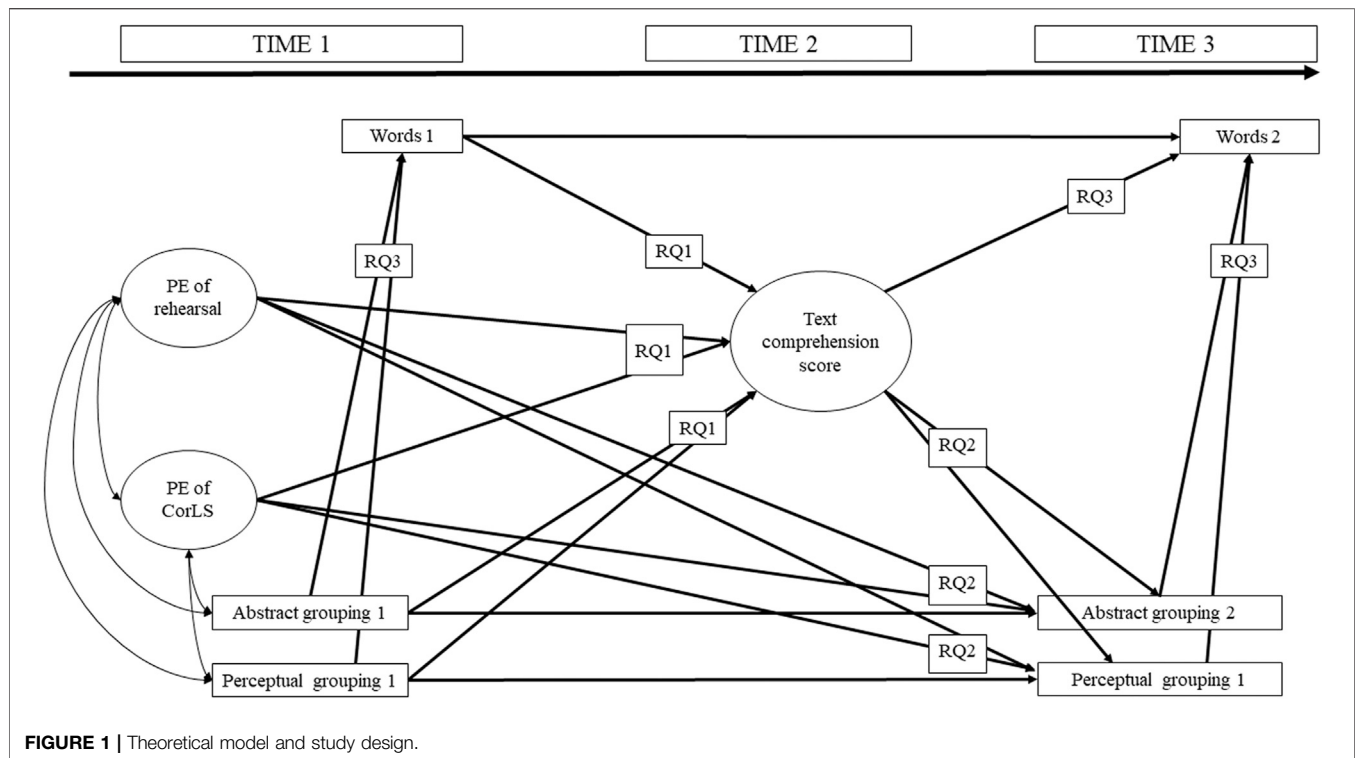 TIME 1
TIME 2
TIME 3
Words 1
Words 2
RQ3
RQ1
RQ3
RQ3
PE of
rehearsal
RQ1
Text
comprehension
score
RQ1
RQ2
PE of
CorLS
RQ2
Abstract grouping 1
Abstract grouping 2
RQ2
Perceptual grouping 1
Perceptual grouping 1
FIGURE 1 | Theoretical model and study design.